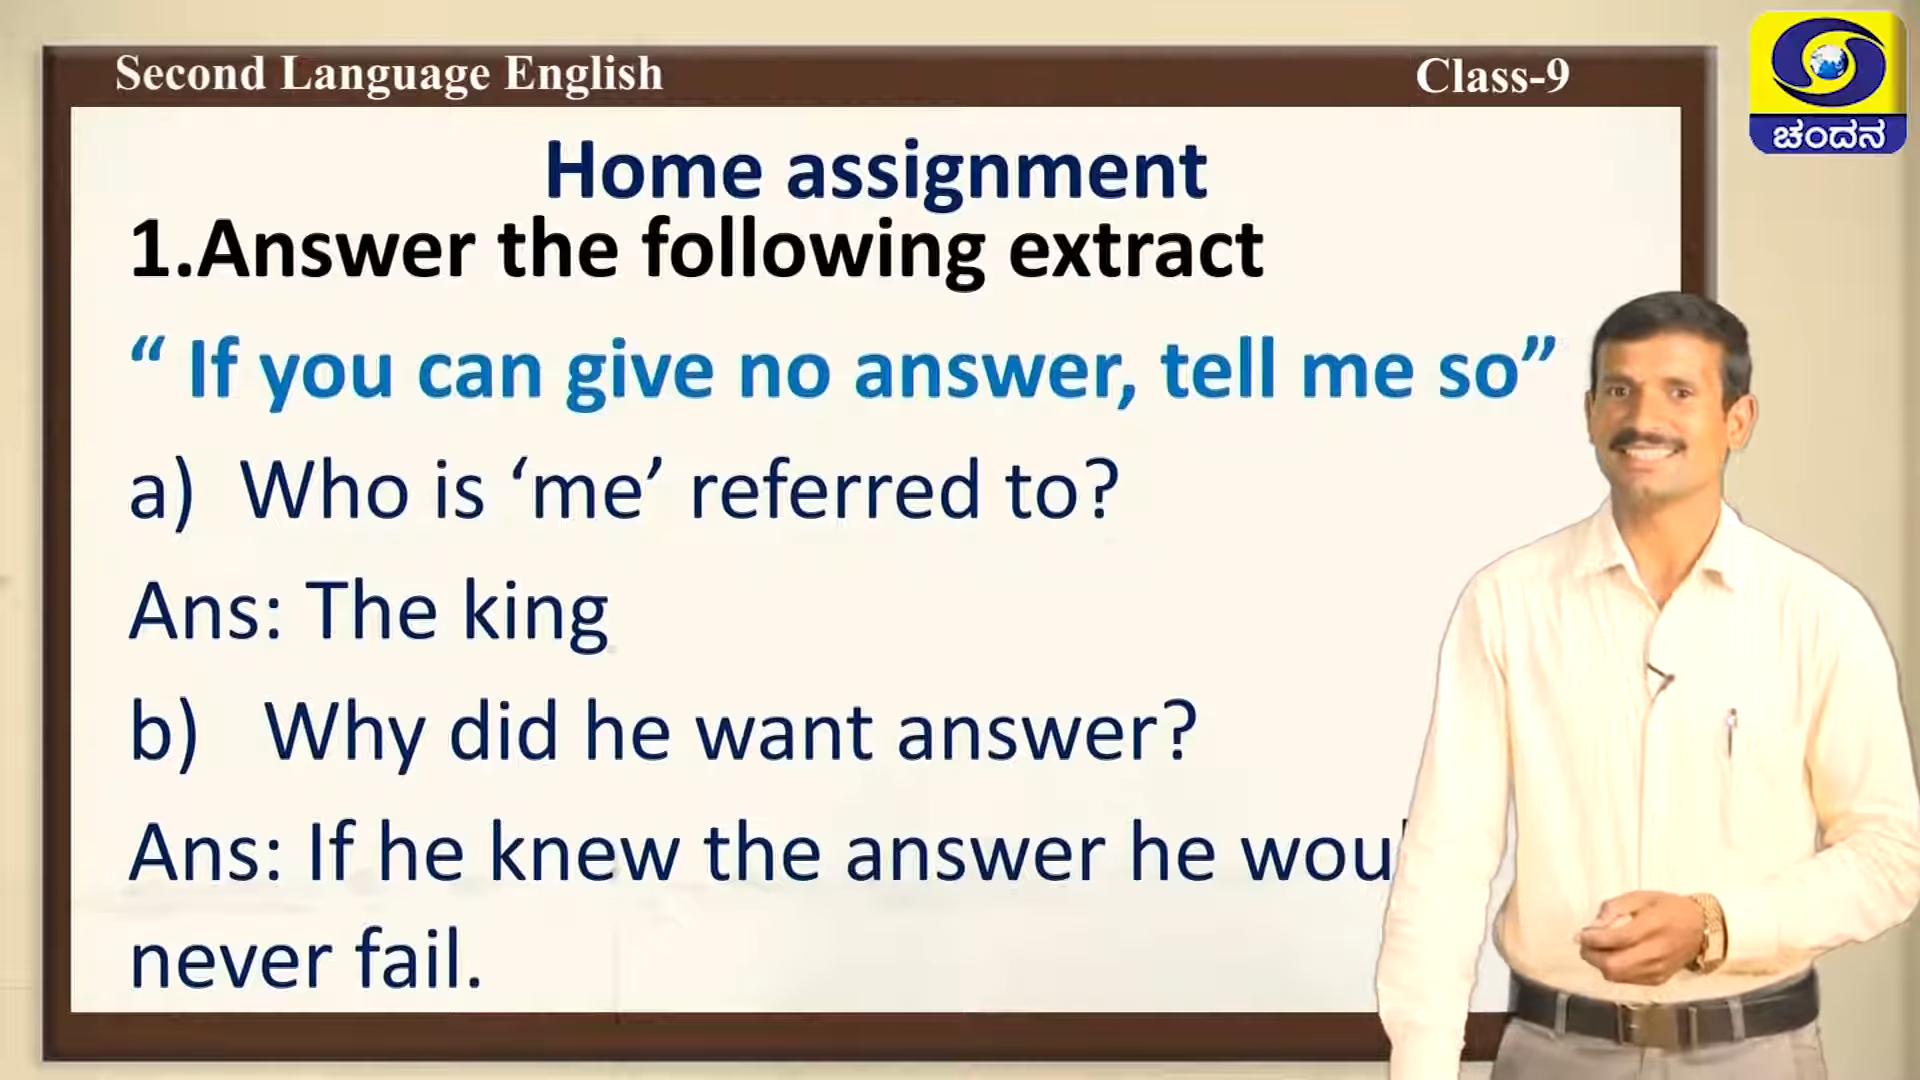 Second Language English
Class-9
ಚಂದನ
Home assignment
1.Answer the following extract
“ If you can give no answer, tell me so”
a) Who is ‘me’ referred to?
Ans: The king
b) Why did he want answer?
Ans: If he knew the answer he
never fail.